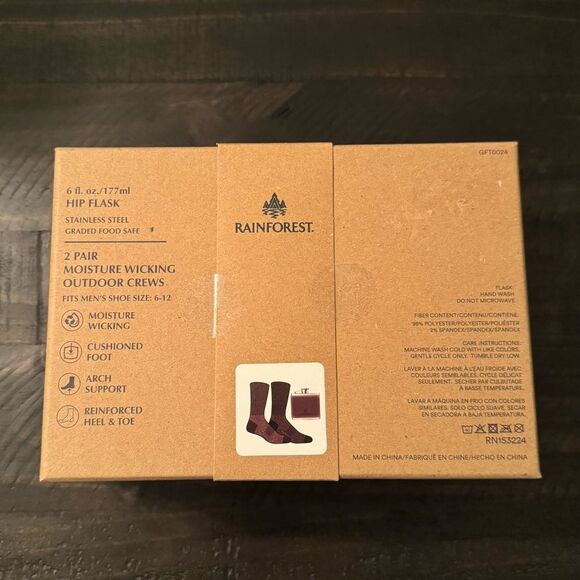 6 fl. oz./177ml
HIP FLASK
STAINLESS STEEL
GRADED FOOD SAFE
2 PAIR
MOISTURE WICKING
OUTDOOR CREWS
FITS MEN'S SHOE SIZE: 6-12
MOISTURE
WICKING
CUSHIONED
FOOT
ARCH
SUPPORT
REINFORCED
HEEL & TOE
RAINFOREST.
GFT0024
FLASK:
HAND WASH
DO NOT MICROWAVE.
FIBER CONTENT/CONTENU/CONTIENE:
98% POLYESTER/POLYESTER/POLIÉSTER
2% SPANDEX/SPANDEX/SPANDEX
CARE INSTRUCTIONS:
MACHINE WASH COLD WITH LIKE COLORS,
GENTLE CYCLE ONLY. TUMBLE DRY LOW.
LAVER À LA MACHINE À L'EAU FROIDE AVEC
COULEURS SEMBLABLES. CYCLE DÉLICAT
SEULEMENT. SÉCHER PAR CULBUTAGE
À BASSE TEMPÉRATURE.
LAVAR A MÁQUINA EN FRIO CON COLORES
SIMILARES. SOLO CICLO SUAVE, SECAR
EN SECADORA A BAJA TEMPERATURA.
RN153224
MADE IN CHINA/FABRIQUÉ EN CHINE/HECHO EN CHINA